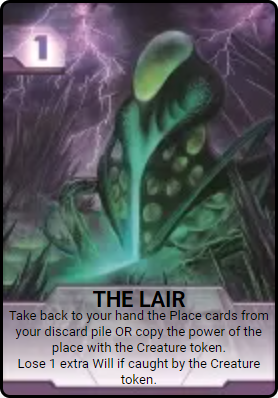 1
THE LAIR
Take back to your hand the Place cards from
your discard pile OR copy the power of the
place with the Creature token.
Lose 1 extra Will if caught by the Creature
token.